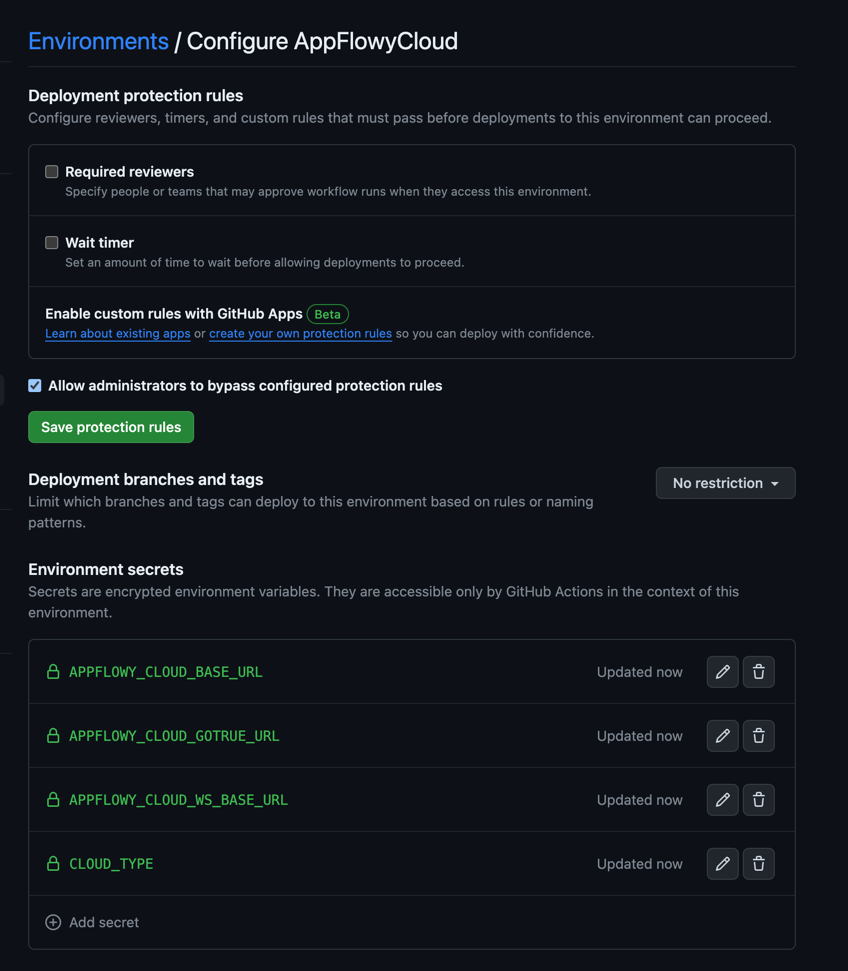 Environments / Configure AppFlowyCloud
Deployment protection rules
Configure reviewers, timers, and custom rules that must pass before deployments to this environment can proceed.
Required reviewers
Specify people or teams that may approve workflow runs when they access this environment.
Wait timer
Set an amount of time to wait before allowing deployments to proceed.
Enable custom rules with GitHub Apps Beta
Learn about existing apps or create your own protection rules so you can deploy with confidence.
Allow administrators to bypass configured protection rules
Save protection rules
Deployment branches and tags
No restriction
Limit which branches and tags can deploy to this environment based on rules or naming
patterns.
Environment secrets
Secrets are encrypted environment variables. They are accessible only by GitHub Actions in the context of this
environment.
APPFLOWY_CLOUD_BASE_URL Updated now
APPFLOWY_CLOUD_GOTRUE_URL Updated now
APPFLOWY_CLOUD_WS_BASE_URL Updated now
CLOUD_TYPE Updated now
Add secret